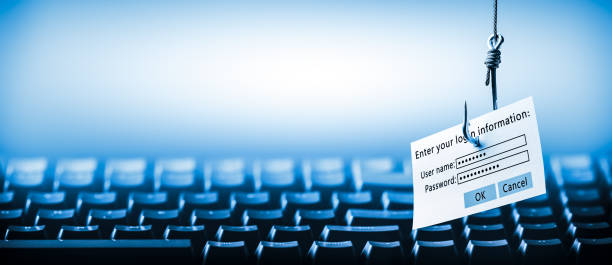 Enter your login information:
User name: ••••••••
Password: ••••••••••••
OK Cancel